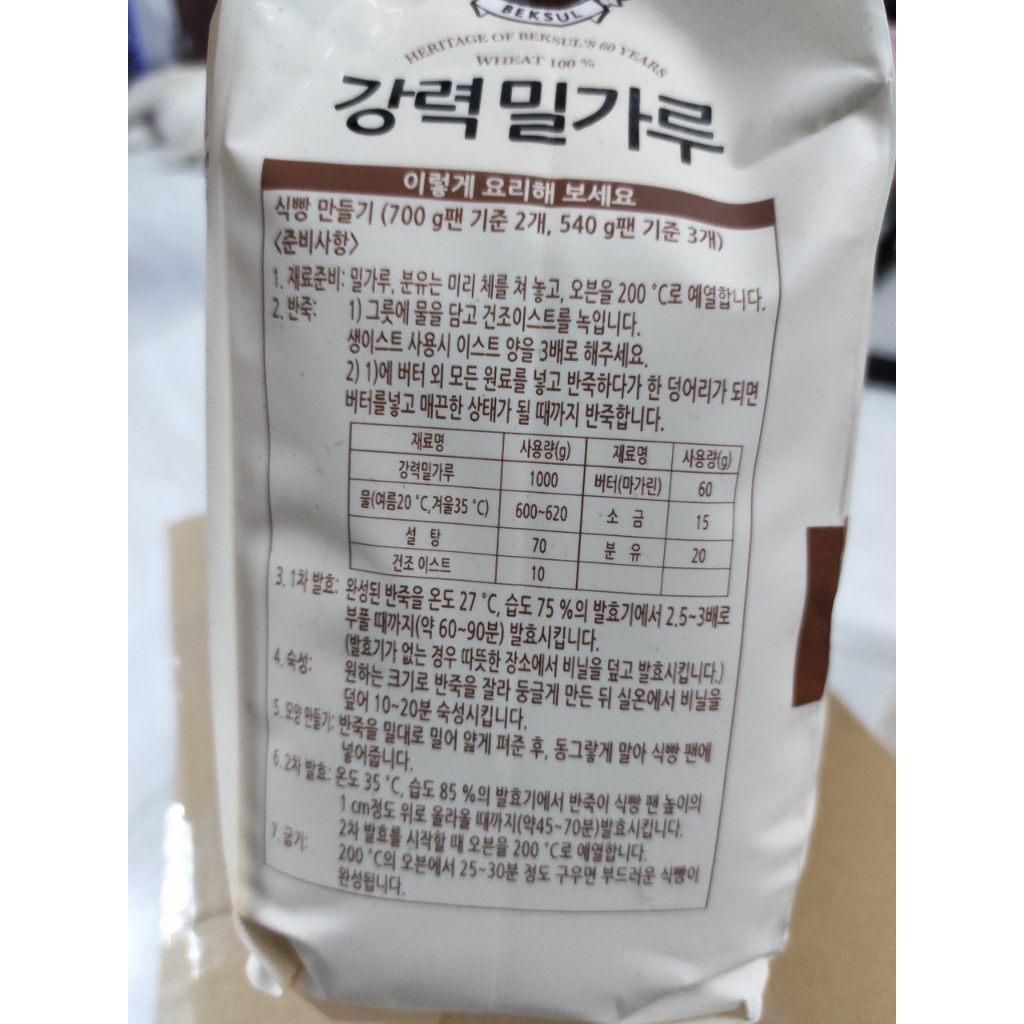 BEKSUL
HERITAGE OF BEKSUL'S 60 YEARS
WHEAT 100 %
강력 밀가루
이렇게 요리해 보세요
식빵 만들기 (700 g팬 기준 2개, 540 g팬 기준 3개)
<준비사항>
1. 재료준비: 밀가루, 분유는 미리 체를 쳐 놓고, 오븐을 200 ℃로 예열합니다.
2. 반죽: 1) 그릇에 물을 담고 건조이스트를 녹입니다.
생이스트 사용시 이스트 양을 3배로 해주세요.
2) 1)에 버터 외 모든 원료를 넣고 반죽하다가 한 덩어리가 되면
버터를넣고 매끈한 상태가 될 때까지 반죽합니다.
재료명 사용량(g) 재료명 사용량(g)
강력밀가루 1000 버터(마가린) 60
물(여름20 ℃,겨울35 ℃) 600~620 소 금 15
설 탕 70 분 유 20
건조 이스트 10
3. 1차 발효: 완성된 반죽을 온도 27 ℃, 습도 75 %의 발효기에서 2.5~3배로
부풀 때까지(약 60~90분) 발효시킵니다.
(발효기가 없는 경우 따뜻한 장소에서 비닐을 덮고 발효시킵니다.)
4. 숙성: 원하는 크기로 반죽을 잘라 둥글게 만든 뒤 실온에서 비닐을
덮어 10~20분 숙성시킵니다.
5. 모양 만들기: 반죽을 밀대로 밀어 얇게 펴준 후, 동그랗게 말아 식빵 팬에
넣어줍니다.
6. 2차 발효: 온도 35 ℃, 습도 85 %의 발효기에서 반죽이 식빵 팬 높이의
1 cm정도 위로 올라올 때까지(약45~70분)발효시킵니다.
7. 굽기: 2차 발효를 시작할 때 오븐을 200 ℃로 예열합니다.
200 ℃의 오븐에서 25~30분 정도 구우면 부드러운 식빵이
완성됩니다.